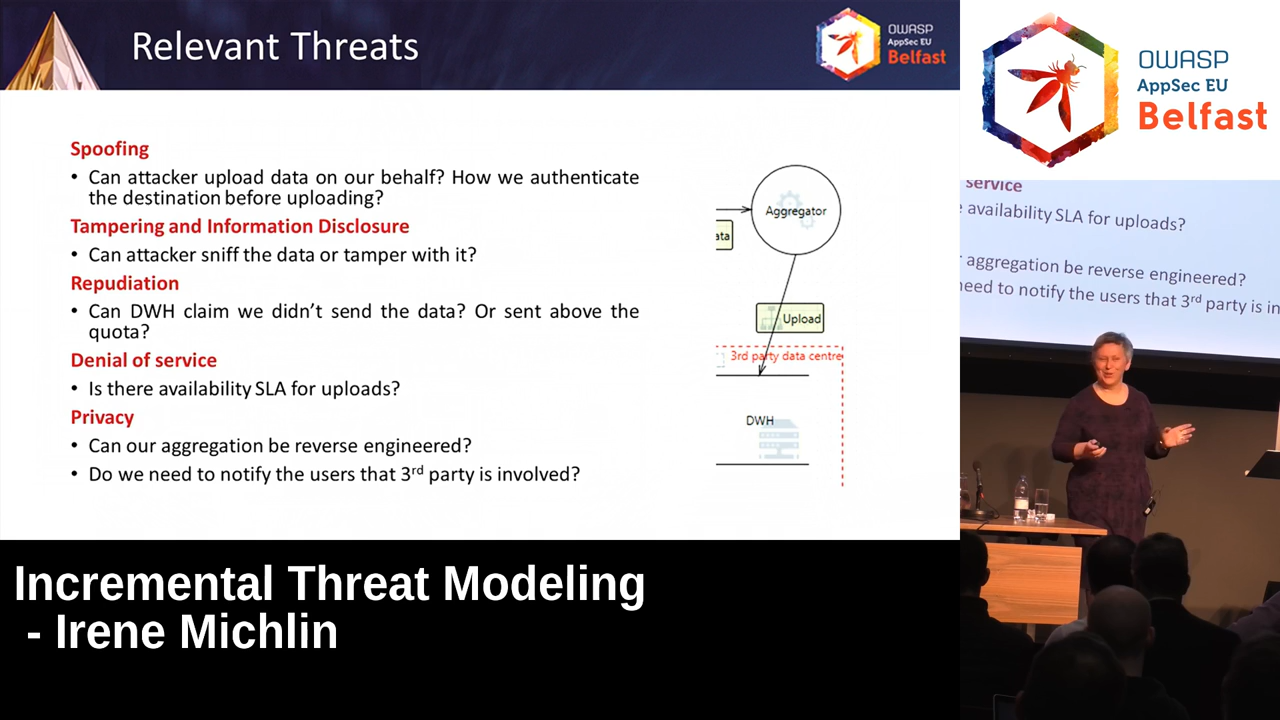 Relevant Threats
OWASP
AppSec EU
Belfast
Spoofing
• Can attacker upload data on our behalf? How we authenticate
the destination before uploading?
Tampering and Information Disclosure
• Can attacker sniff the data or tamper with it?
Repudiation
• Can DWH claim we didn't send the data? Or sent above the
quota?
Denial of service
• Is there availability SLA for uploads?
Privacy
• Can our aggregation be reverse engineered?
• Do we need to notify the users that 3rd party is involved?
Aggregator
ata
Upload
3rd party data centre
DWH
OWASP
AppSec EU
Belfast
service
availability SLA for uploads?
aggregation be reverse engineered?
need to notify the users that 3rd party is in
Incremental Threat Modeling
- Irene Michlin